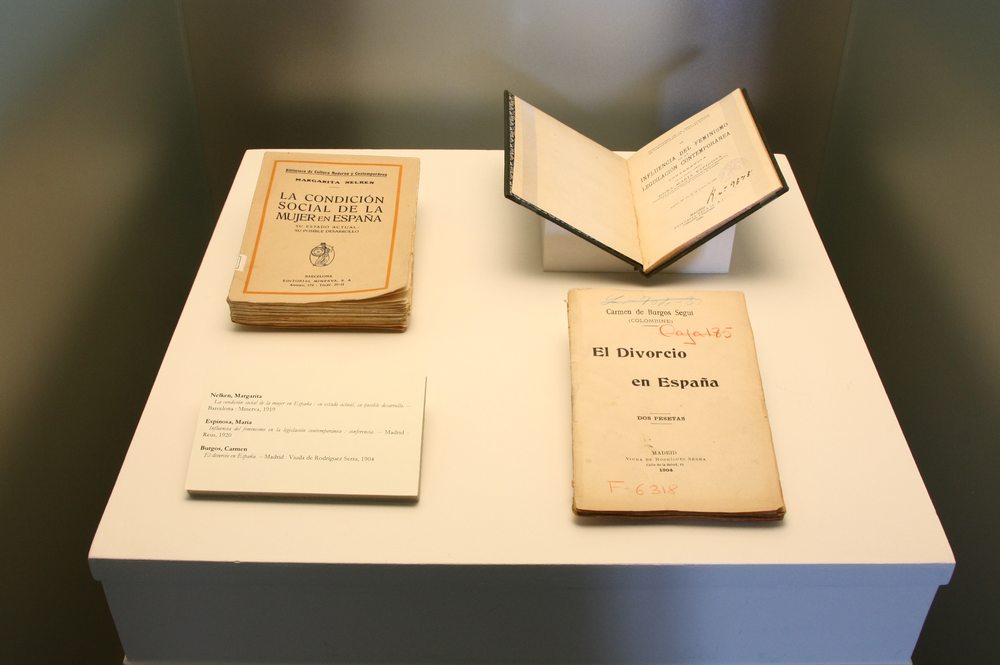 Biblioteca de Cultura Moderna y Contemporánea
MARGARITA NELKEN
LA CONDICIÓN
SOCIAL DE LA
MUJER EN ESPAÑA
SU ESTADO ACTUAL:
SU POSIBLE DESARROLLO
BARCELONA
EDITORIAL MINERVA, S. A.
INFLUENCIA DEL FEMINISMO
LEGISLACIÓN CONTEMPORÁNEA
Carmen de Burgos Seguí
(COLOMBINE)
Caja 185
El Divorcio
en España
DOS PESETAS
MADRID
VIUDA DE RODRÍGUEZ SERRA
1904
F-6318
Nelken, Margarita
La condición social de la mujer en España : su estado actual, su posible desarrollo. –
Barcelona : Minerva, 1919
Espinosa, María
Influencia del feminismo en la legislación contemporánea : conferencia. – Madrid :
Reus, 1920
Burgos, Carmen
El divorcio en España. – Madrid : Viuda de Rodríguez Serra, 1904